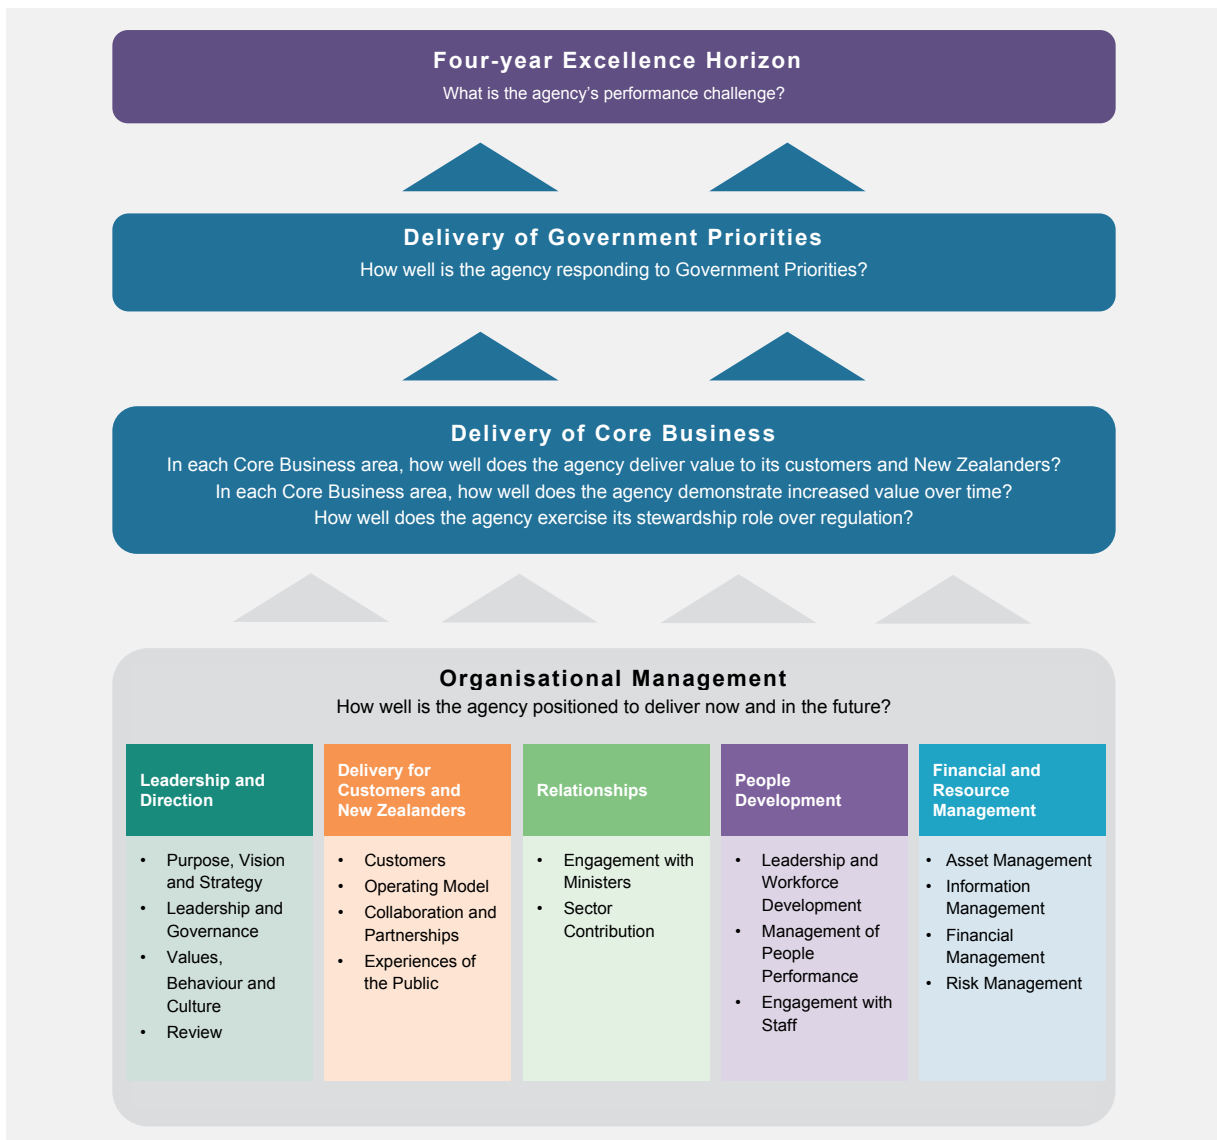 Four-year Excellence Horizon
What is the agency's performance challenge?
Delivery of Government Priorities
How well is the agency responding to Government Priorities?
Delivery of Core Business
In each Core Business area, how well does the agency deliver value to its customers and New Zealanders?
In each Core Business area, how well does the agency demonstrate increased value over time?
How well does the agency exercise its stewardship role over regulation?
Organisational Management
How well is the agency positioned to deliver now and in the future?
Leadership and
Direction
• Purpose, Vision
and Strategy
• Leadership and
Governance
• Values,
Behaviour and
Culture
• Review
Delivery for
Customers and
New Zealanders
• Customers
• Operating Model
• Collaboration and
Partnerships
• Experiences of
the Public
Relationships
• Engagement with
Ministers
• Sector
Contribution
People
Development
• Leadership and
Workforce
Development
• Management of
People
Performance
• Engagement with
Staff
Financial and
Resource
Management
• Asset Management
• Information
Management
• Financial
Management
• Risk Management